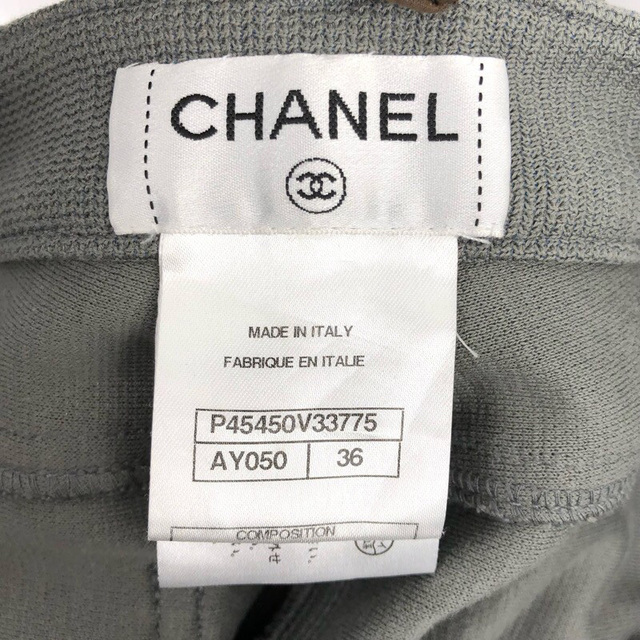 CHANEL
MADE IN ITALY
FABRIQUE EN ITALIE
P45450V33775
AY050 36
COMPOSITION